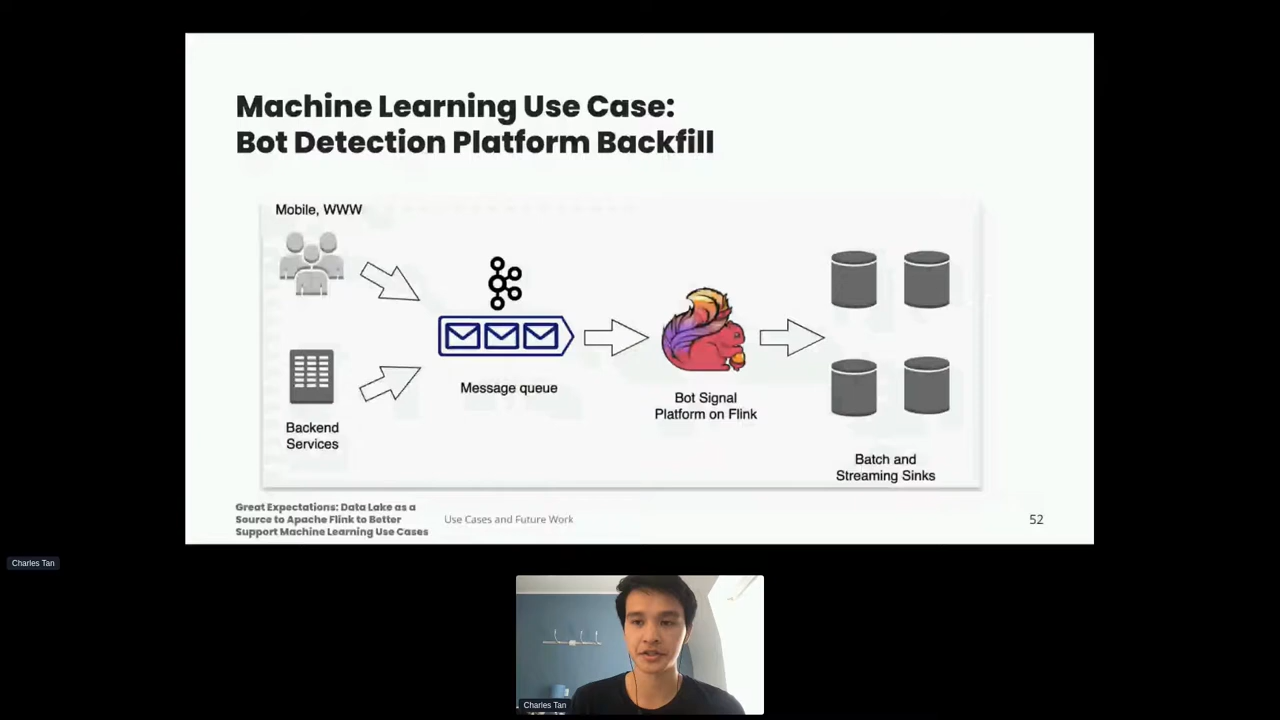 Machine Learning Use Case:
Bot Detection Platform Backfill
Mobile, WWW
Backend
Services
Message queue
Bot Signal
Platform on Flink
Batch and
Streaming Sinks
Great Expectations: Data Lake as a
Source to Apache Flink to Better
Support Machine Learning Use Cases
Use Cases and Future Work
52
Charles Tan
Charles Tan